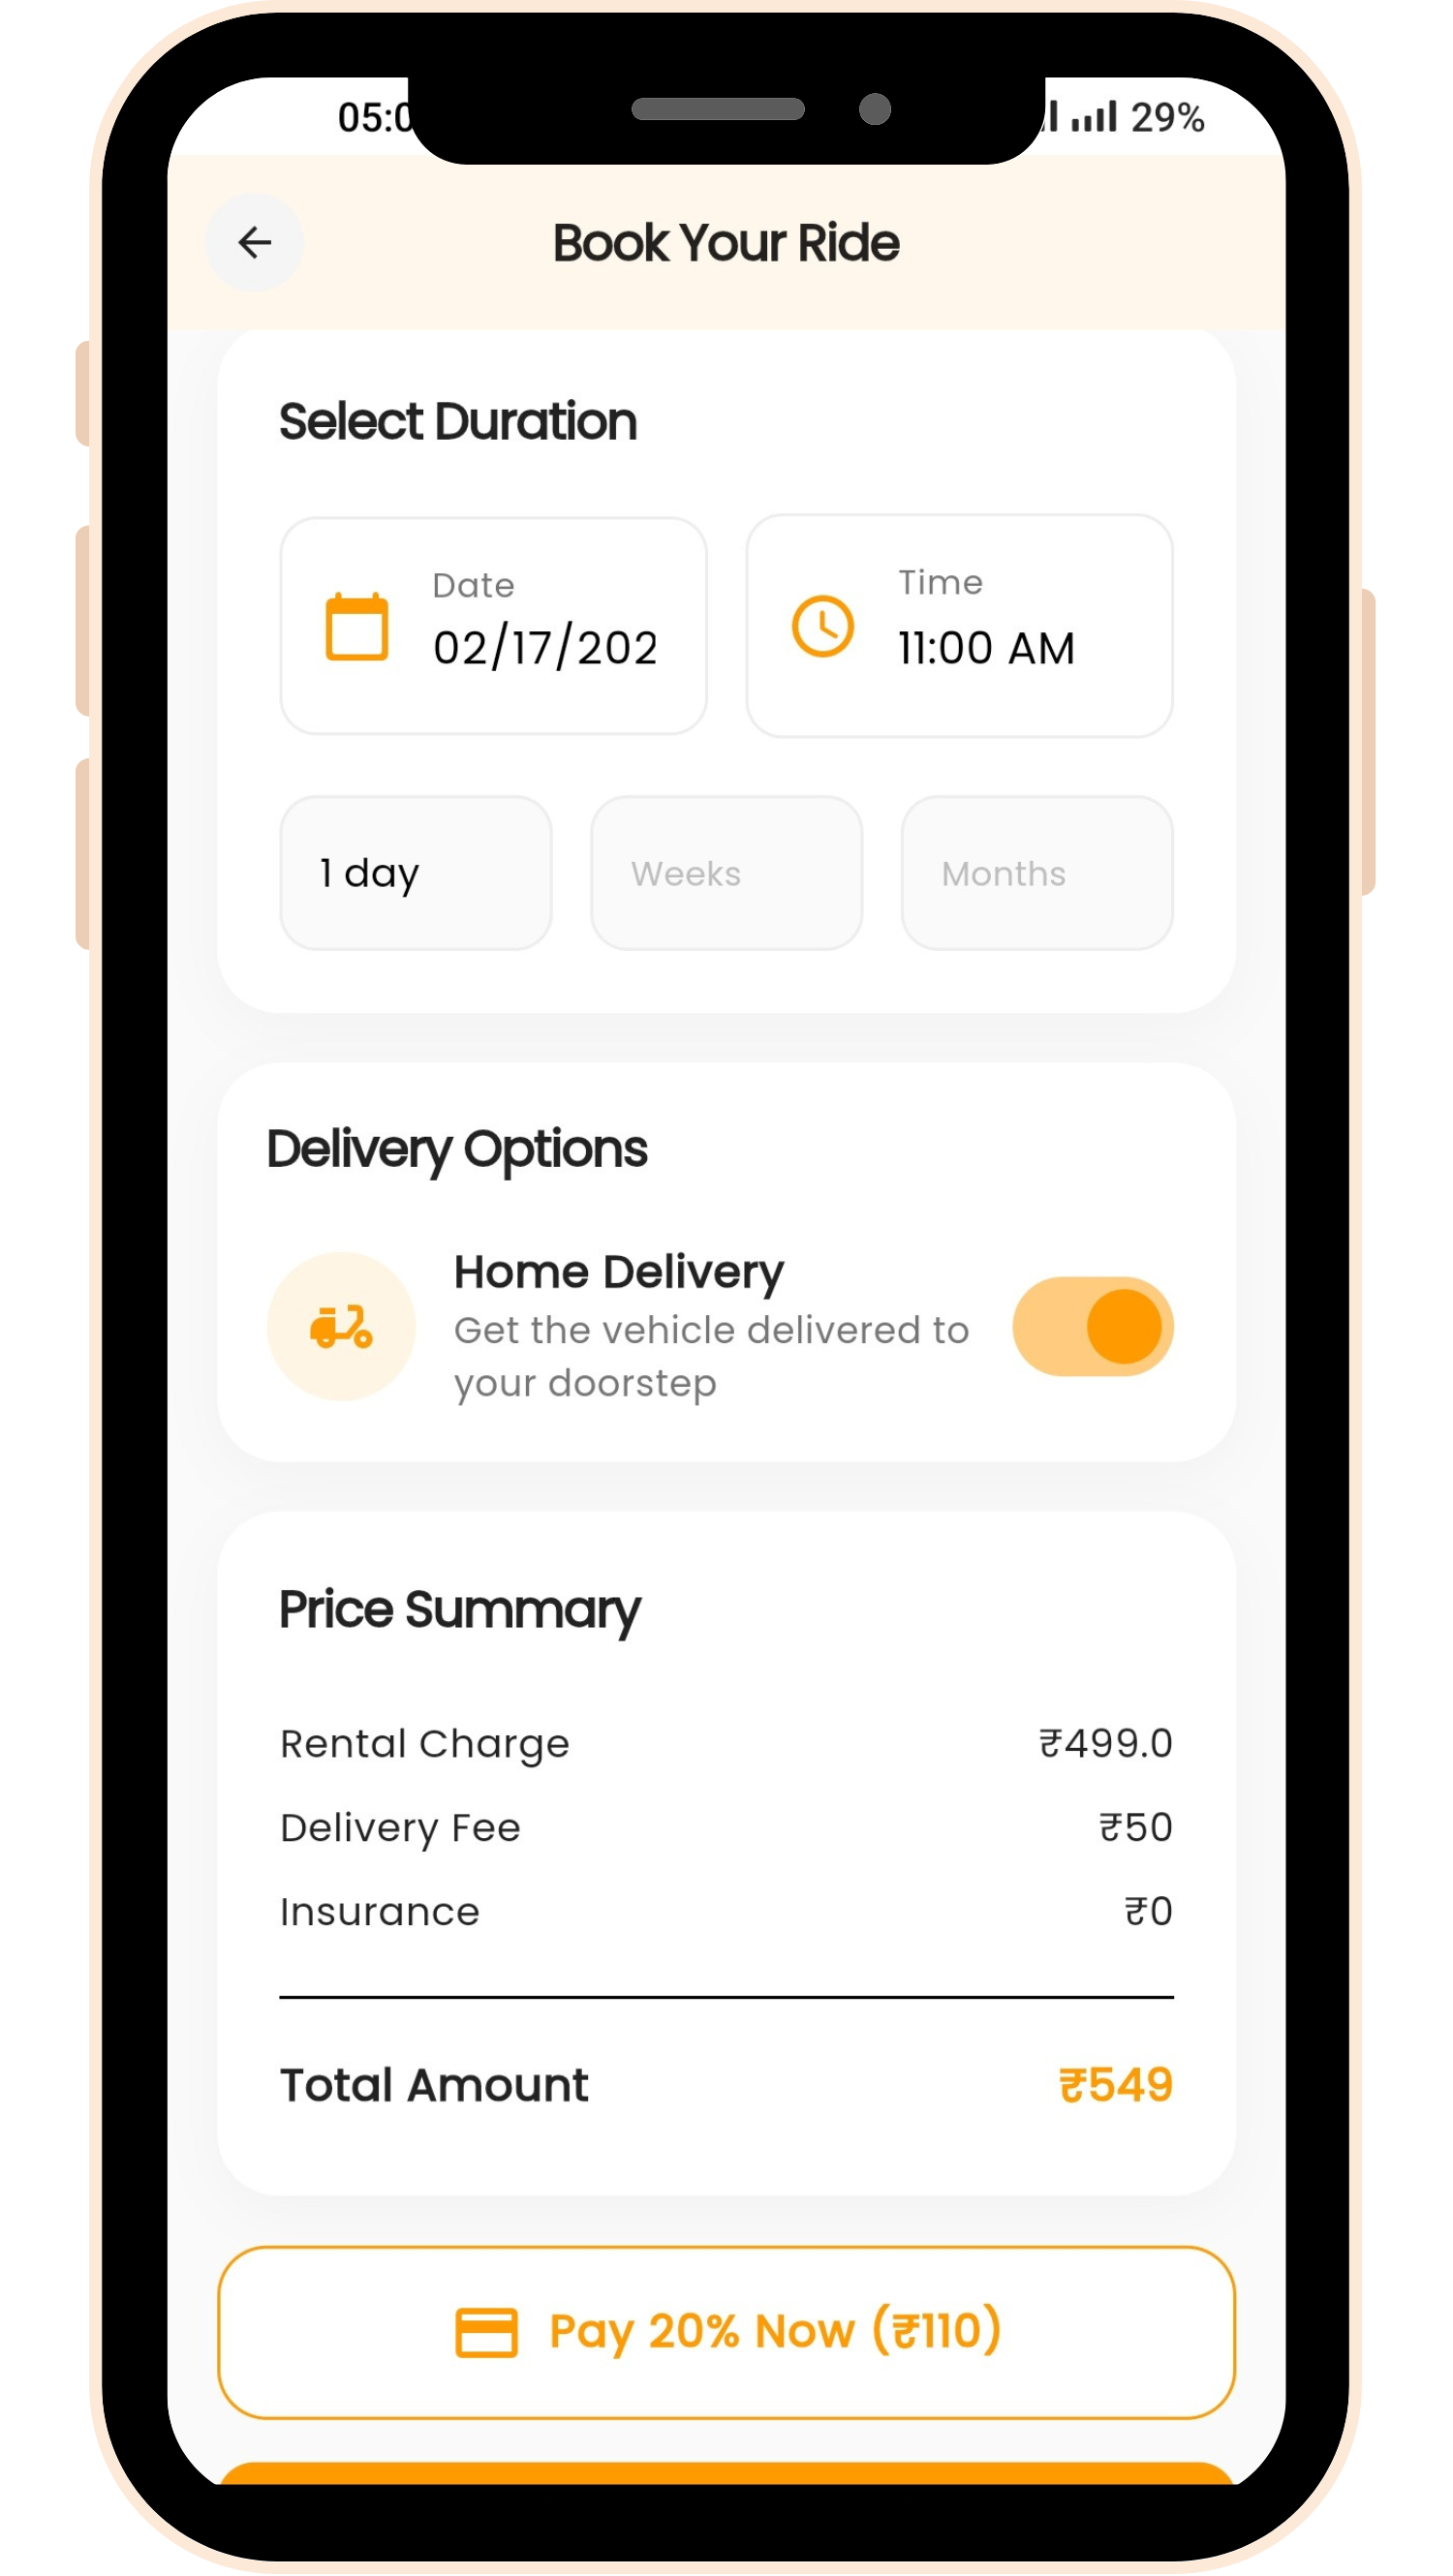 05:0
29%
Book Your Ride
Select Duration
Date
02/17/202
Time
11:00 AM
1 day
Weeks
Months
Delivery Options
Home Delivery
Get the vehicle delivered to
your doorstep
Price Summary
Rental Charge
₹499.0
Delivery Fee
₹50
Insurance
₹0
Total Amount
₹549
Pay 20% Now (₹110)